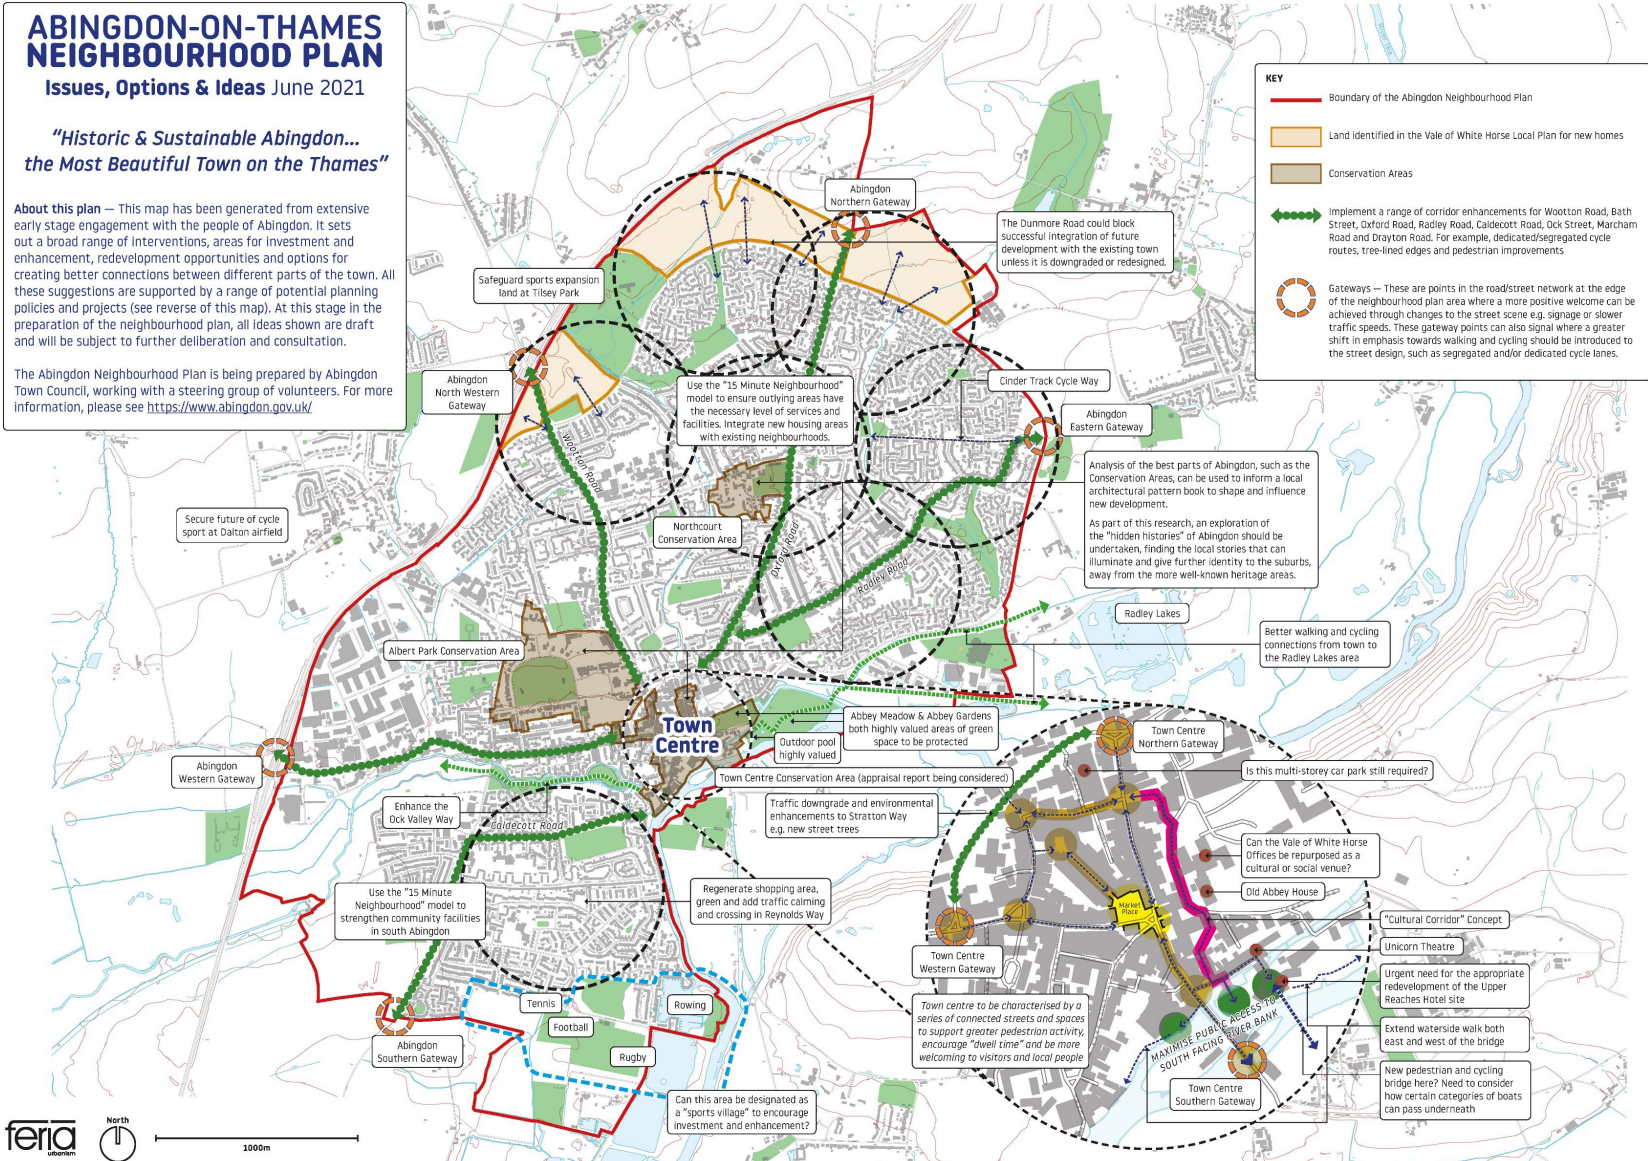 ABINGDON-ON-THAMES
NEIGHBOURHOOD PLAN
Issues, Options & Ideas June 2021
“Historic & Sustainable Abingdon...
the Most Beautiful Town on the Thames”
About this plan — This map has been generated from extensive
early stage engagement with the people of Abingdon. It sets
out a broad range of interventions, areas for investment and
enhancement, redevelopment opportunities and options for
creating better connections between different parts of the town. All
these suggestions are supported by a range of potential planning
policies and projects (see reverse of this map). At this stage in the
preparation of the neighbourhood plan, all ideas shown are draft
and will be subject to further deliberation and consultation.
The Abingdon Neighbourhood Plan is being prepared by Abingdon
Town Council, working with a steering group of volunteers. For more
information, please see https://www.abingdon.gov.uk/
KEY
Boundary of the Abingdon Neighbourhood Plan
Land identified in the Vale of White Horse Local Plan for new homes
Conservation Areas
Implement a range of corridor enhancements for Wootton Road, Bath
Street, Oxford Road, Radley Road, Caldecott Road, Ock Street, Marcham
Road and Drayton Road. For example, dedicated/segregated cycle
routes, tree-lined edges and pedestrian improvements
Gateways — These are points in the road/street network at the edge
of the neighbourhood plan area where a more positive welcome can be
achieved through changes to the street scene e.g. signage or slower
traffic speeds. These gateway points can also signal where a greater
shift in emphasis towards walking and cycling should be introduced to
the street design, such as segregated and/or dedicated cycle lanes.
Abingdon
Northern Gateway
The Dunmore Road could block
successful integration of future
development with the existing town
unless it is downgraded or redesigned.
Safeguard sports expansion
land at Tilsey Park
Abingdon
North Western
Gateway
Use the “15 Minute Neighbourhood”
model to ensure outlying areas have
the necessary level of services and
facilities. Integrate new housing areas
with existing neighbourhoods.
Cinder Track Cycle Way
Abingdon
Eastern Gateway
Wootton Road
Analysis of the best parts of Abingdon, such as the
Conservation Areas, can be used to inform a local
architectural pattern book to shape and influence
new development.
As part of this research, an exploration of
the “hidden histories” of Abingdon should be
undertaken, finding the local stories that can
illuminate and give further identity to the suburbs,
away from the more well-known heritage areas.
Secure future of cycle
sport at Dalton airfield
Northcourt
Conservation Area
Oxford Road
Radley Road
Radley Lakes
Better walking and cycling
connections from town to
the Radley Lakes area
Albert Park Conservation Area
Town
Centre
Abbey Meadow & Abbey Gardens
both highly valued areas of green
space to be protected
Outdoor pool
highly valued
Town Centre
Northern Gateway
Abingdon
Western Gateway
Town Centre Conservation Area (appraisal report being considered)
Is this multi-storey car park still required?
Enhance the
Ock Valley Way
Caldecott Road
Traffic downgrade and environmental
enhancements to Stratton Way
e.g. new street trees
Can the Vale of White Horse
Offices be repurposed as a
cultural or social venue?
Old Abbey House
Use the “15 Minute
Neighbourhood” model to
strengthen community facilities
in south Abingdon
Regenerate shopping area,
green and add traffic calming
and crossing in Reynolds Way
Market
Place
“Cultural Corridor” Concept
Unicorn Theatre
Town Centre
Western Gateway
Urgent need for the appropriate
redevelopment of the Upper
Reaches Hotel site
Tennis
Football
Rowing
Rugby
Town centre to be characterised by a
series of connected streets and spaces
to support greater pedestrian activity,
encourage “dwell time” and be more
welcoming to visitors and local people
MAXIMISE PUBLIC ACCESS TO
SOUTH FACING RIVER BANK
Extend waterside walk both
east and west of the bridge
Abingdon
Southern Gateway
Town Centre
Southern Gateway
New pedestrian and cycling
bridge here? Need to consider
how certain categories of boats
can pass underneath
Can this area be designated as
a “sports village” to encourage
investment and enhancement?
feria
urbanism
North
1000m